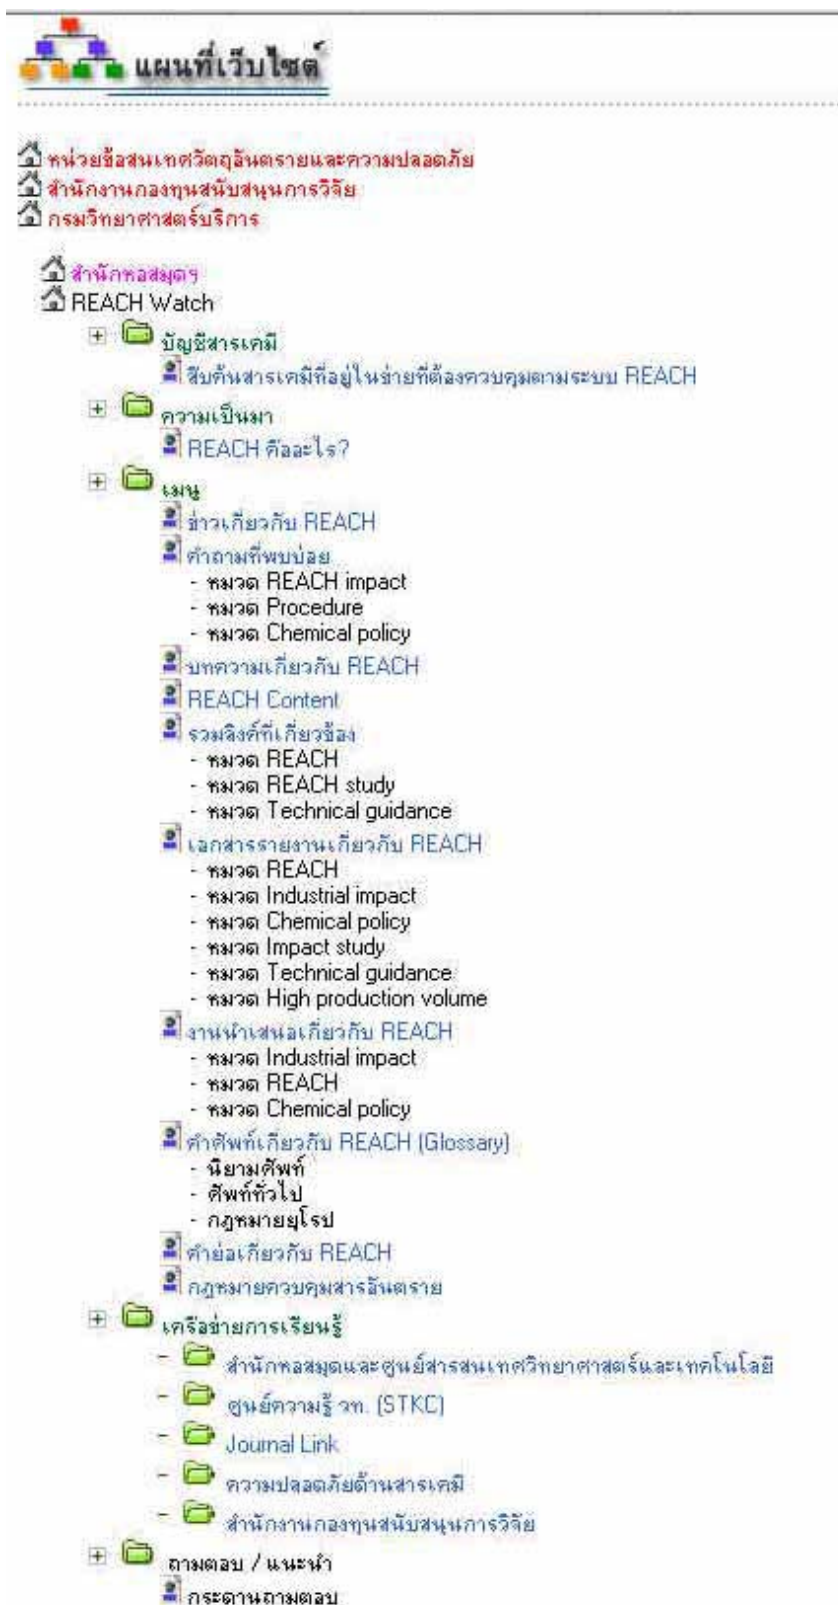 แผนที่เว็บไซต์
หน่วยข้อสนเทศวัตถุอันตรายและความปลอดภัย
สำนักงานกองทุนสนับสนุนการวิจัย
กรมวิทยาศาสตร์บริการ
สำนักหอสมุดฯ
REACH Watch
บัญชีสารเคมี
สืบค้นสารเคมีที่อยู่ในข่ายที่ต้องควบคุมตามระบบ REACH
ความเป็นมา
REACH คืออะไร?
เมนู
ข่าวเกี่ยวกับ REACH
คำถามที่พบบ่อย
- หมวด REACH impact
- หมวด Procedure
- หมวด Chemical policy
บทความเกี่ยวกับ REACH
REACH Content
รวมลิงค์ที่เกี่ยวข้อง
- หมวด REACH
- หมวด REACH study
- หมวด Technical guidance
เอกสารรายงานเกี่ยวกับ REACH
- หมวด REACH
- หมวด Industrial impact
- หมวด Chemical policy
- หมวด Impact study
- หมวด Technical guidance
- หมวด High production volume
งานนำเสนอเกี่ยวกับ REACH
- หมวด Industrial impact
- หมวด REACH
- หมวด Chemical policy
คำศัพท์เกี่ยวกับ REACH (Glossary)
- นิยามศัพท์
- ศัพท์ทั่วไป
- กฎหมายยุโรป
คำย่อเกี่ยวกับ REACH
กฎหมายควบคุมสารอันตราย
เครือข่ายการเรียนรู้
สำนักหอสมุดและศูนย์สารสนเทศวิทยาศาสตร์และเทคโนโลยี
ศูนย์ความรู้ วท. (STKC)
Journal Link
ความปลอดภัยด้านสารเคมี
สำนักงานกองทุนสนับสนุนการวิจัย
ถามตอบ / แนะนำ
กระดานถามตอบ